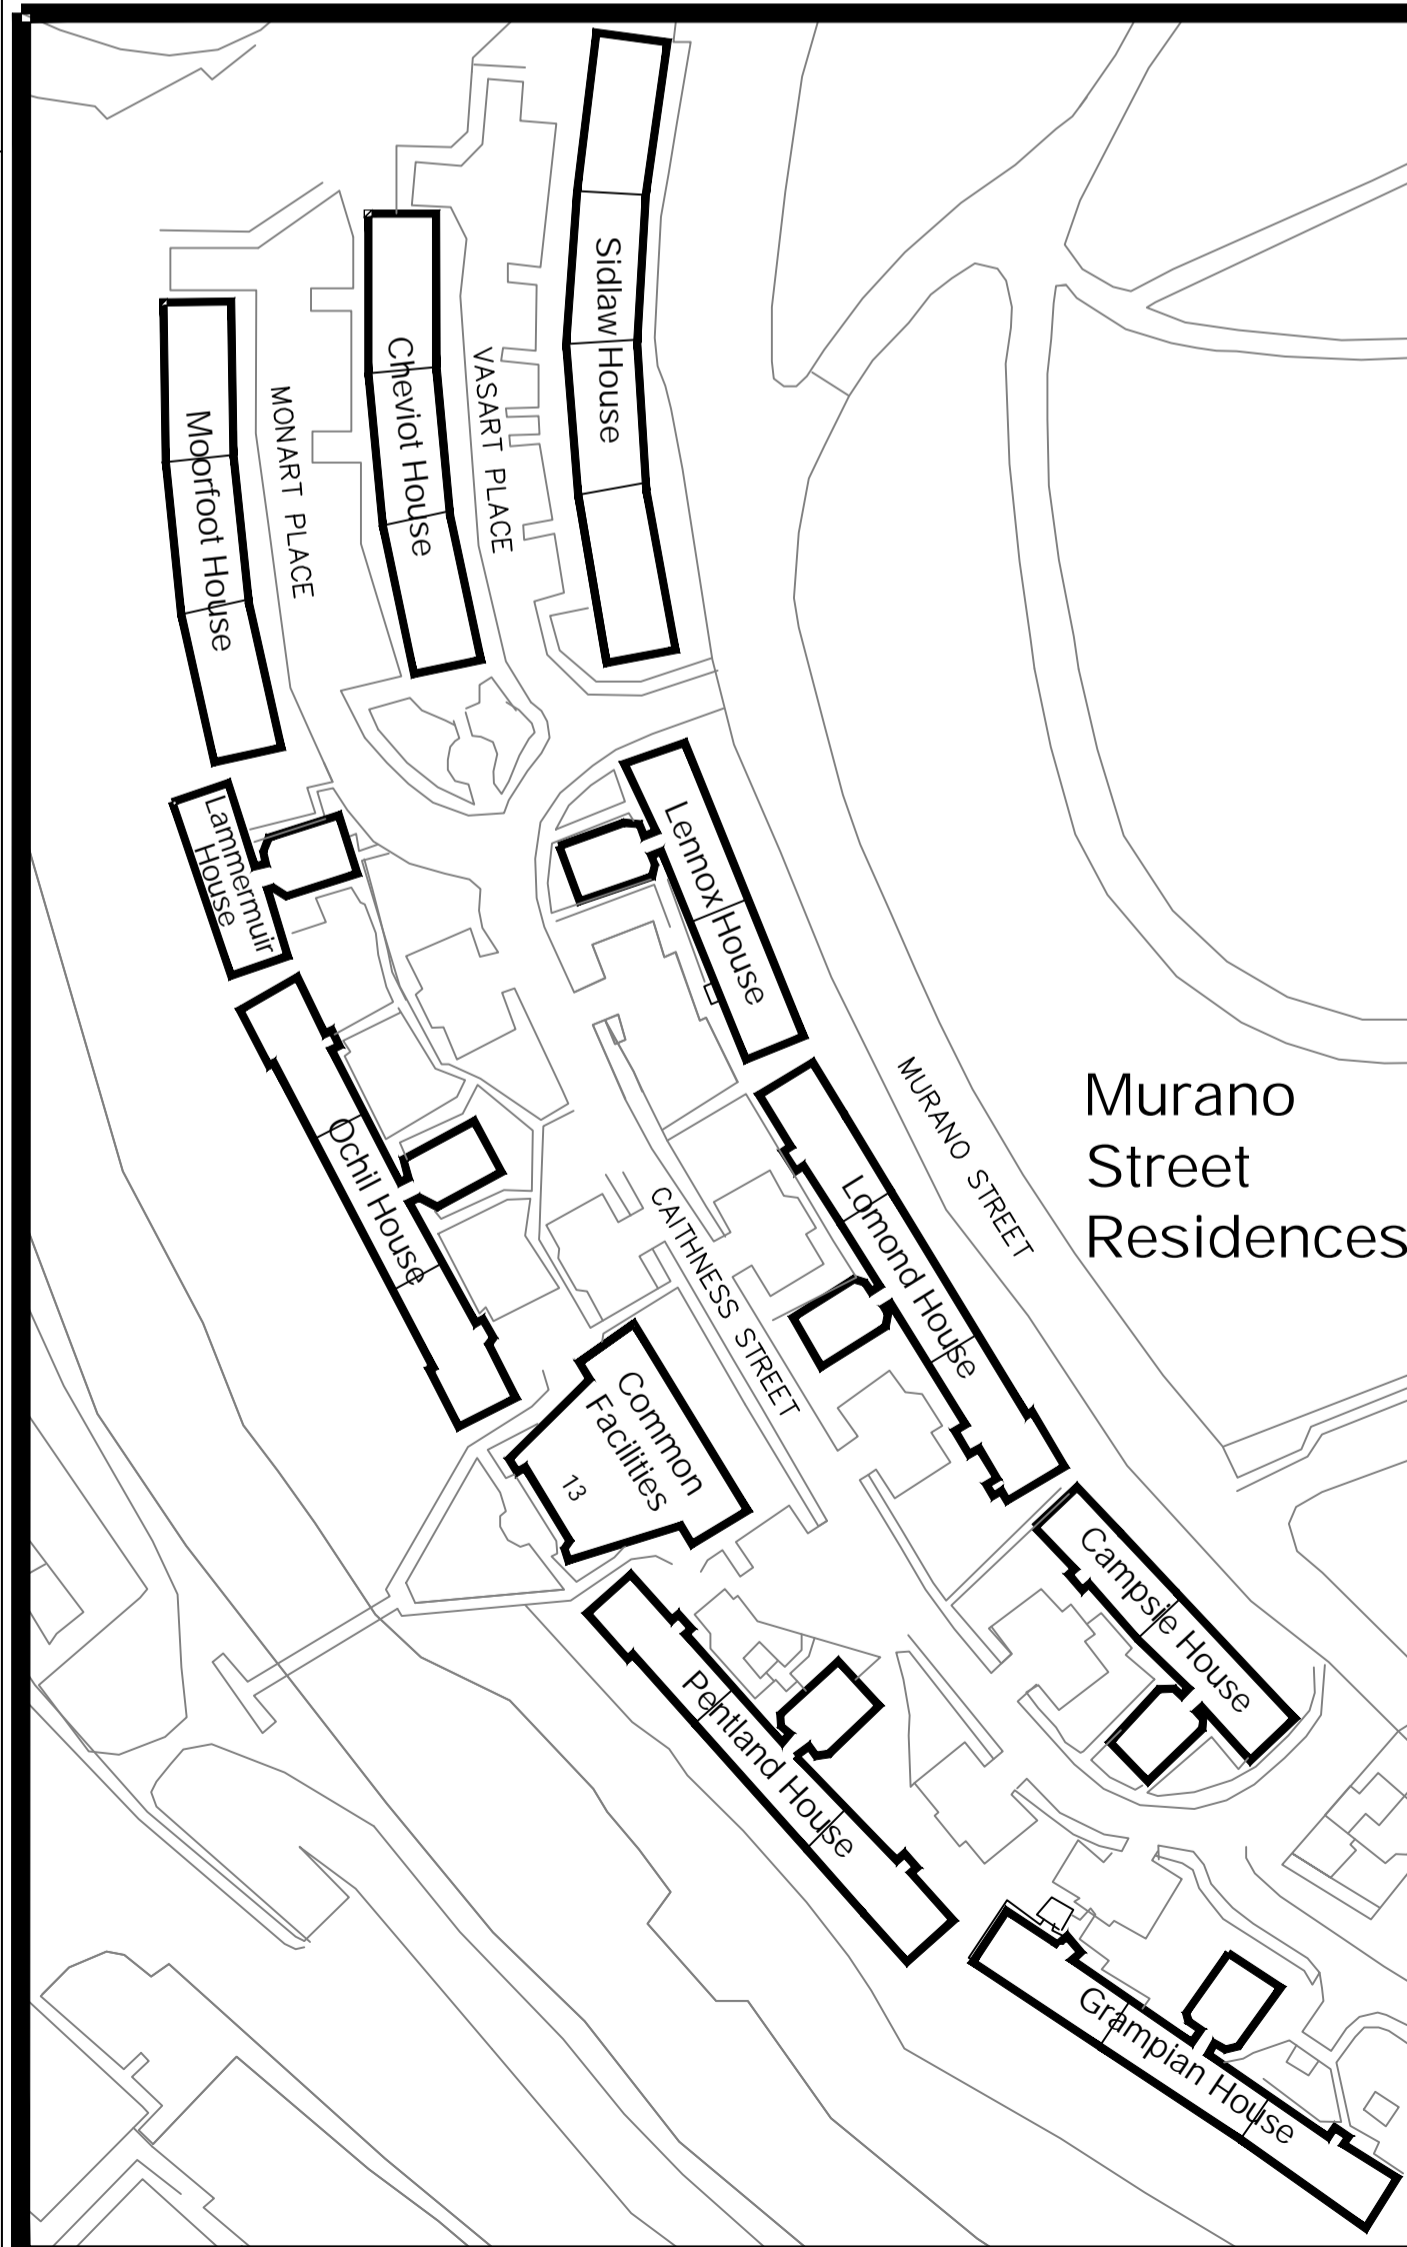 Sidlaw House
Cheviot House
VASART PLACE
Moorfoot House
MONART PLACE
Lammermuir
House
Lennox House
Murano
Street
Residences
MURANO STREET
Ochil House
CAITHNESS STREET
Lomond House
Common
Facilities
13
Campsie House
Pentland House
Grampian House